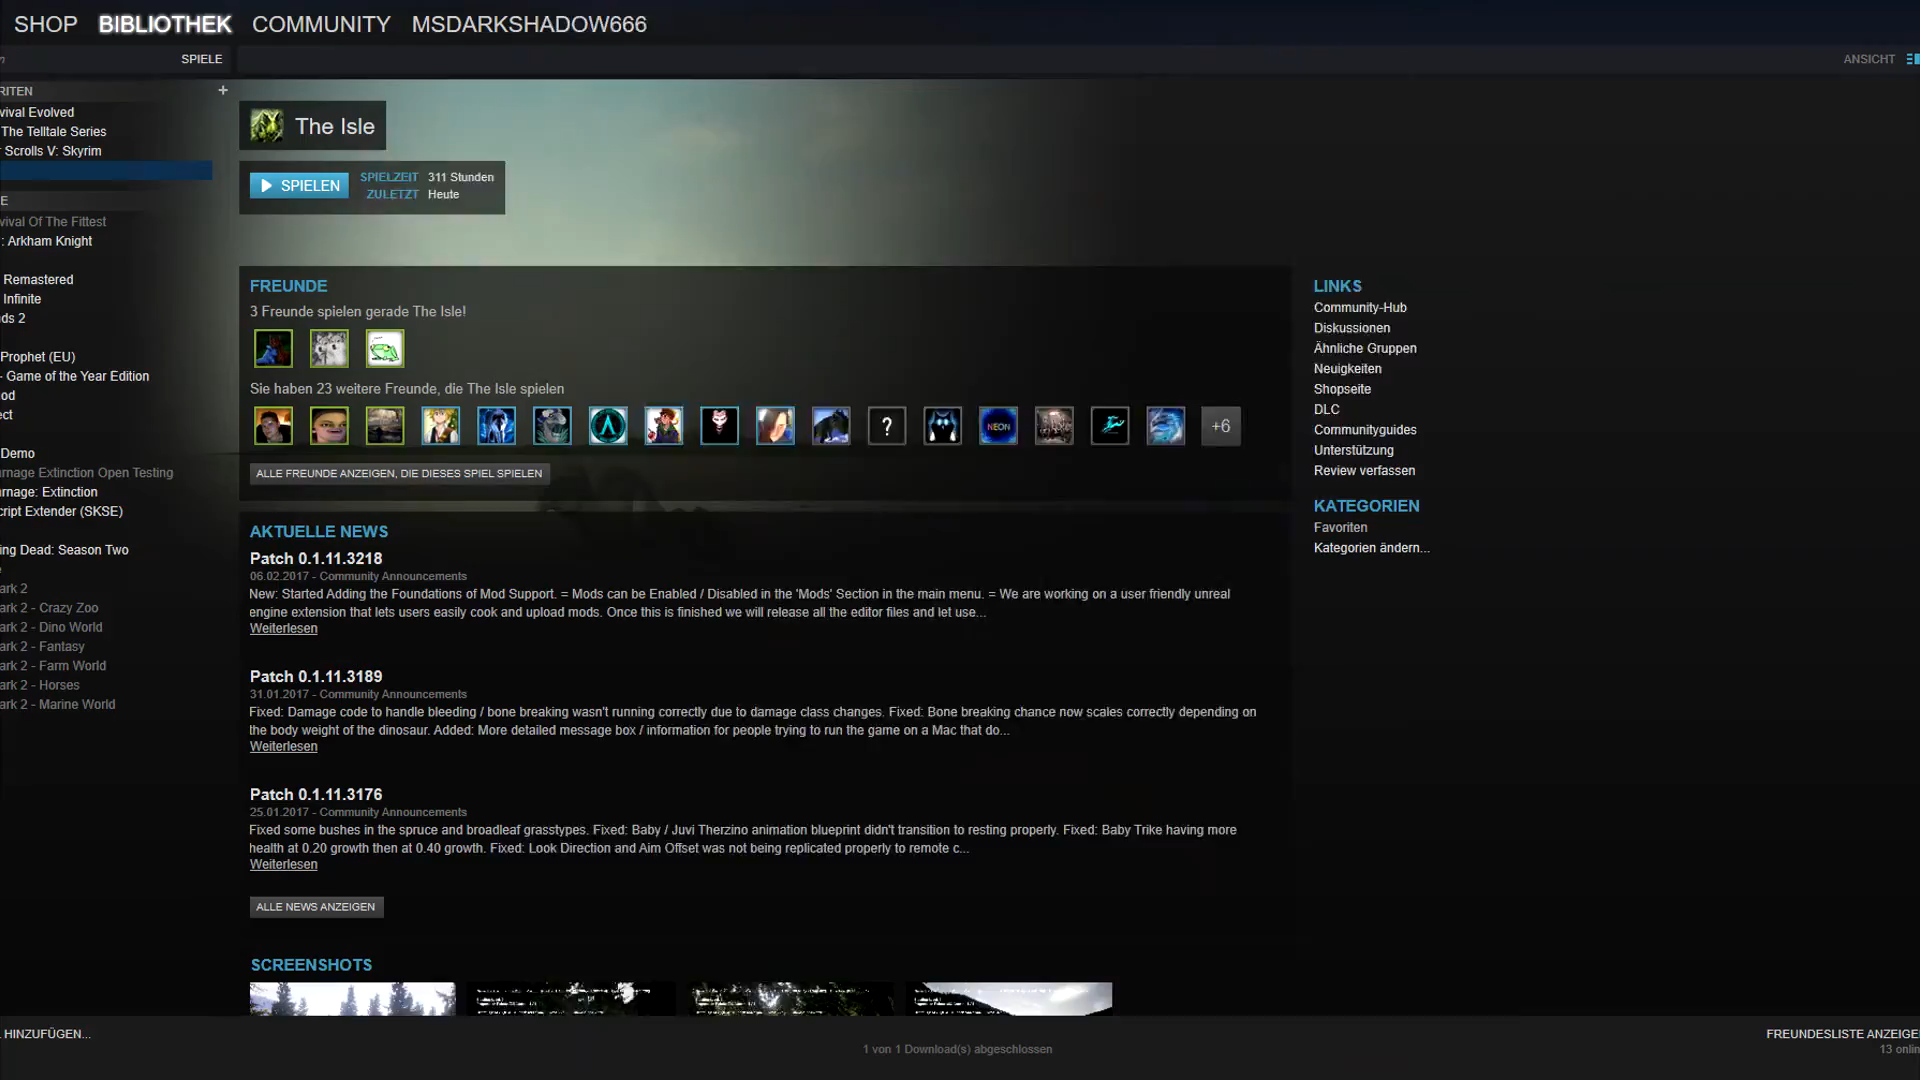 SHOP BIBLIOTHEK COMMUNITY MSDARKSHADOW666
SPIELE
ANSICHT
RITEN +
vival Evolved
The Telltale Series
Scrolls V: Skyrim
E
vival Of The Fittest
: Arkham Knight
Remastered
Infinite
ds 2
Prophet (EU)
- Game of the Year Edition
od
ect
Demo
rnage Extinction Open Testing
rnage: Extinction
cript Extender (SKSE)
ing Dead: Season Two
ark 2
ark 2 - Crazy Zoo
ark 2 - Dino World
ark 2 - Fantasy
ark 2 - Farm World
ark 2 - Horses
ark 2 - Marine World
The Isle
SPIELEN
SPIELZEIT 311 Stunden
ZULETZT Heute
FREUNDE
3 Freunde spielen gerade The Isle!
Sie haben 23 weitere Freunde, die The Isle spielen
?
NEON
+6
ALLE FREUNDE ANZEIGEN, DIE DIESES SPIEL SPIELEN
AKTUELLE NEWS
Patch 0.1.11.3218
06.02.2017 - Community Announcements
New: Started Adding the Foundations of Mod Support. = Mods can be Enabled / Disabled in the 'Mods' Section in the main menu. = We are working on a user friendly unreal
engine extension that lets users easily cook and upload mods. Once this is finished we will release all the editor files and let use...
Weiterlesen
Patch 0.1.11.3189
31.01.2017 - Community Announcements
Fixed: Damage code to handle bleeding / bone breaking wasn't running correctly due to damage class changes. Fixed: Bone breaking chance now scales correctly depending on
the body weight of the dinosaur. Added: More detailed message box / information for people trying to run the game on a Mac that do...
Weiterlesen
Patch 0.1.11.3176
25.01.2017 - Community Announcements
Fixed some bushes in the spruce and broadleaf grasstypes. Fixed: Baby / Juvi Therzino animation blueprint didn't transition to resting properly. Fixed: Baby Trike having more
health at 0.20 growth then at 0.40 growth. Fixed: Look Direction and Aim Offset was not being replicated properly to remote c...
Weiterlesen
ALLE NEWS ANZEIGEN
SCREENSHOTS
LINKS
Community-Hub
Diskussionen
Ähnliche Gruppen
Neuigkeiten
Shopseite
DLC
Communityguides
Unterstützung
Review verfassen
KATEGORIEN
Favoriten
Kategorien ändern...
HINZUFÜGEN...
1 von 1 Download(s) abgeschlossen
FREUNDESLISTE ANZEIGE
13 onlin